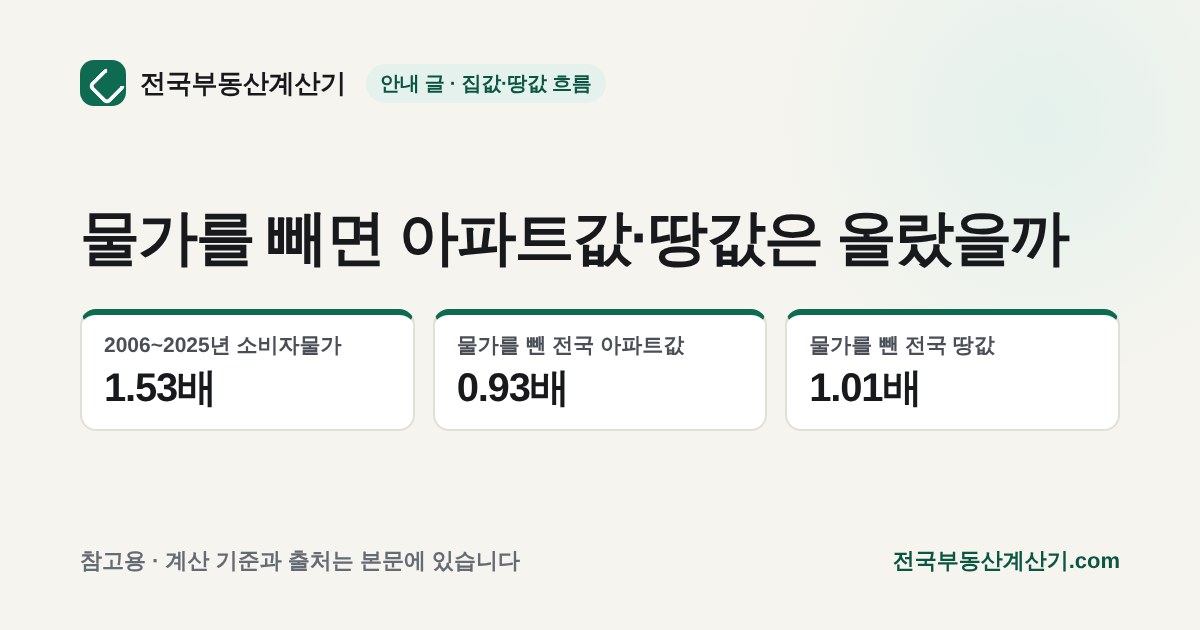 전국부동산계산기
안내 글 · 집값·땅값 흐름
물가를 빼면 아파트값·땅값은 올랐을까
2006~2025년 소비자물가
1.53배
물가를 뺀 전국 아파트값
0.93배
물가를 뺀 전국 땅값
1.01배
참고용 · 계산 기준과 출처는 본문에 있습니다
전국부동산계산기.com